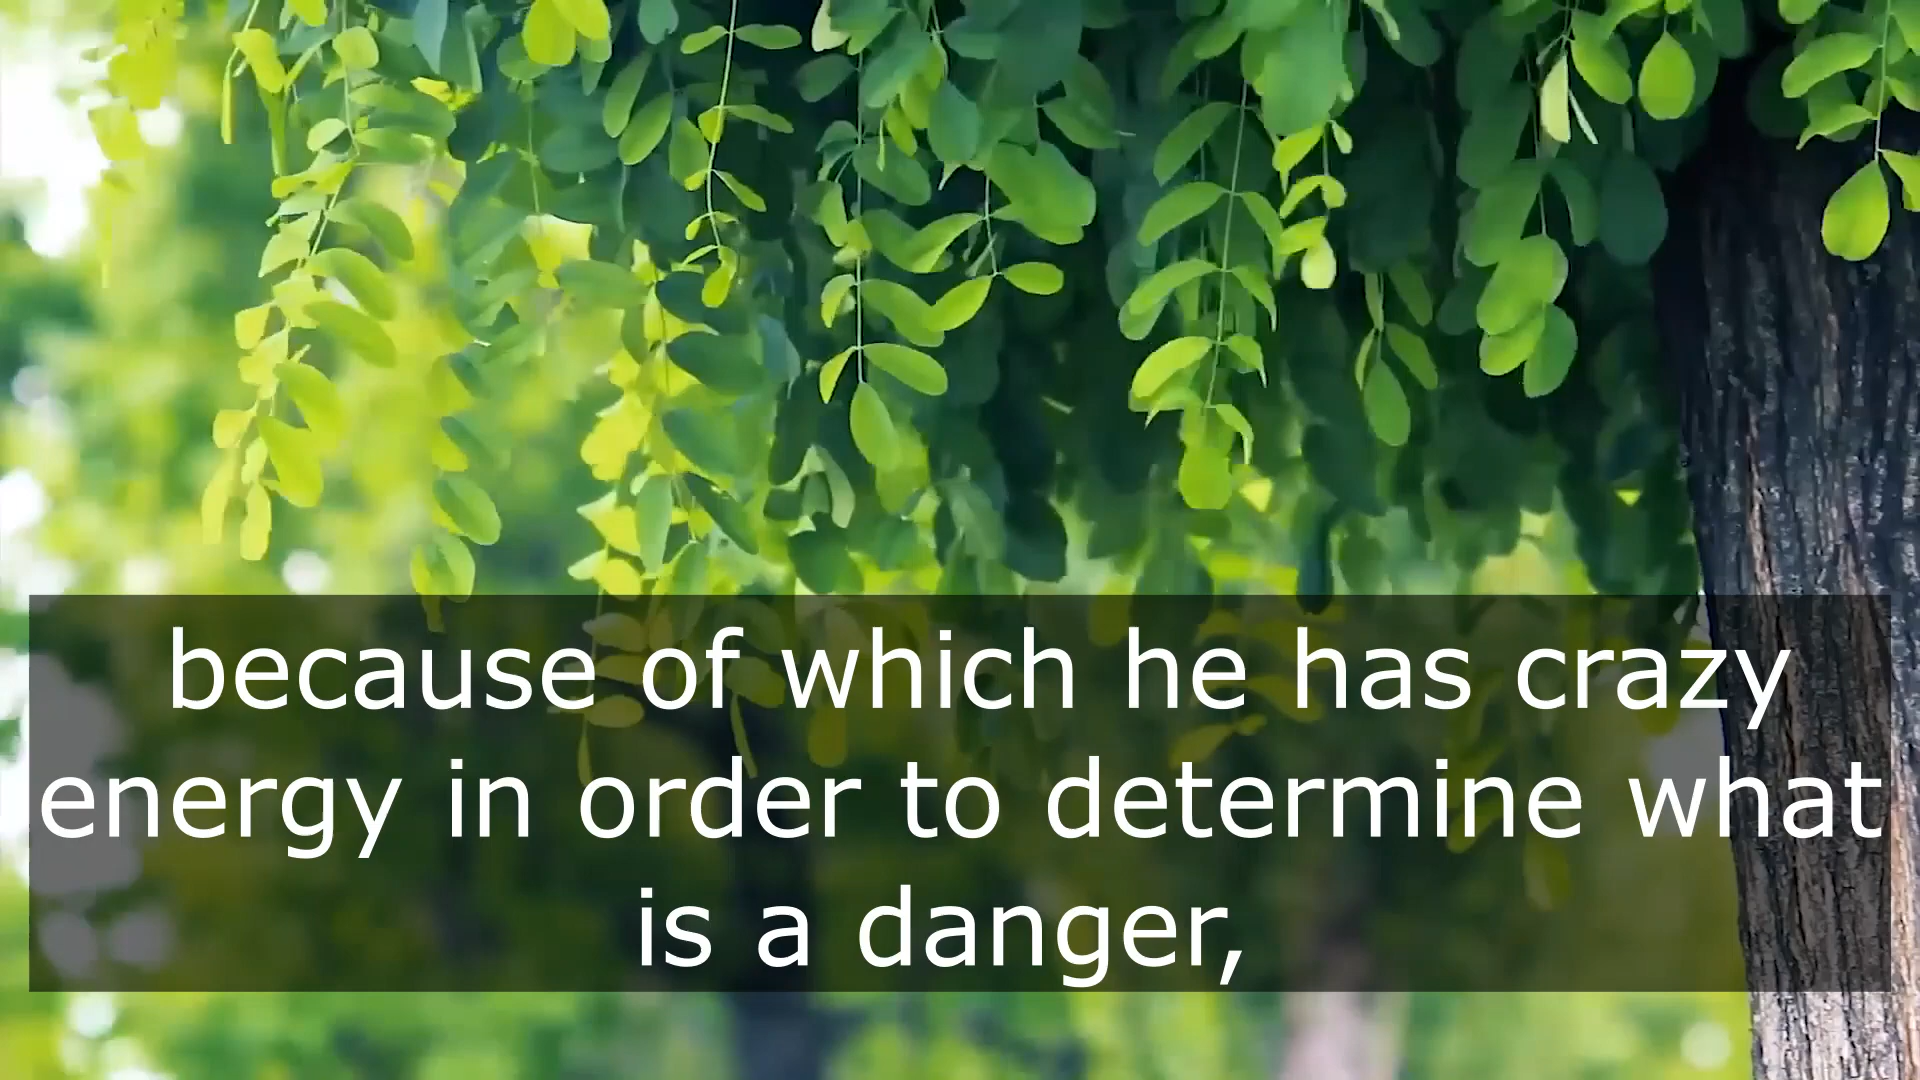 because of which he has crazy
energy in order to determine what
is a danger,